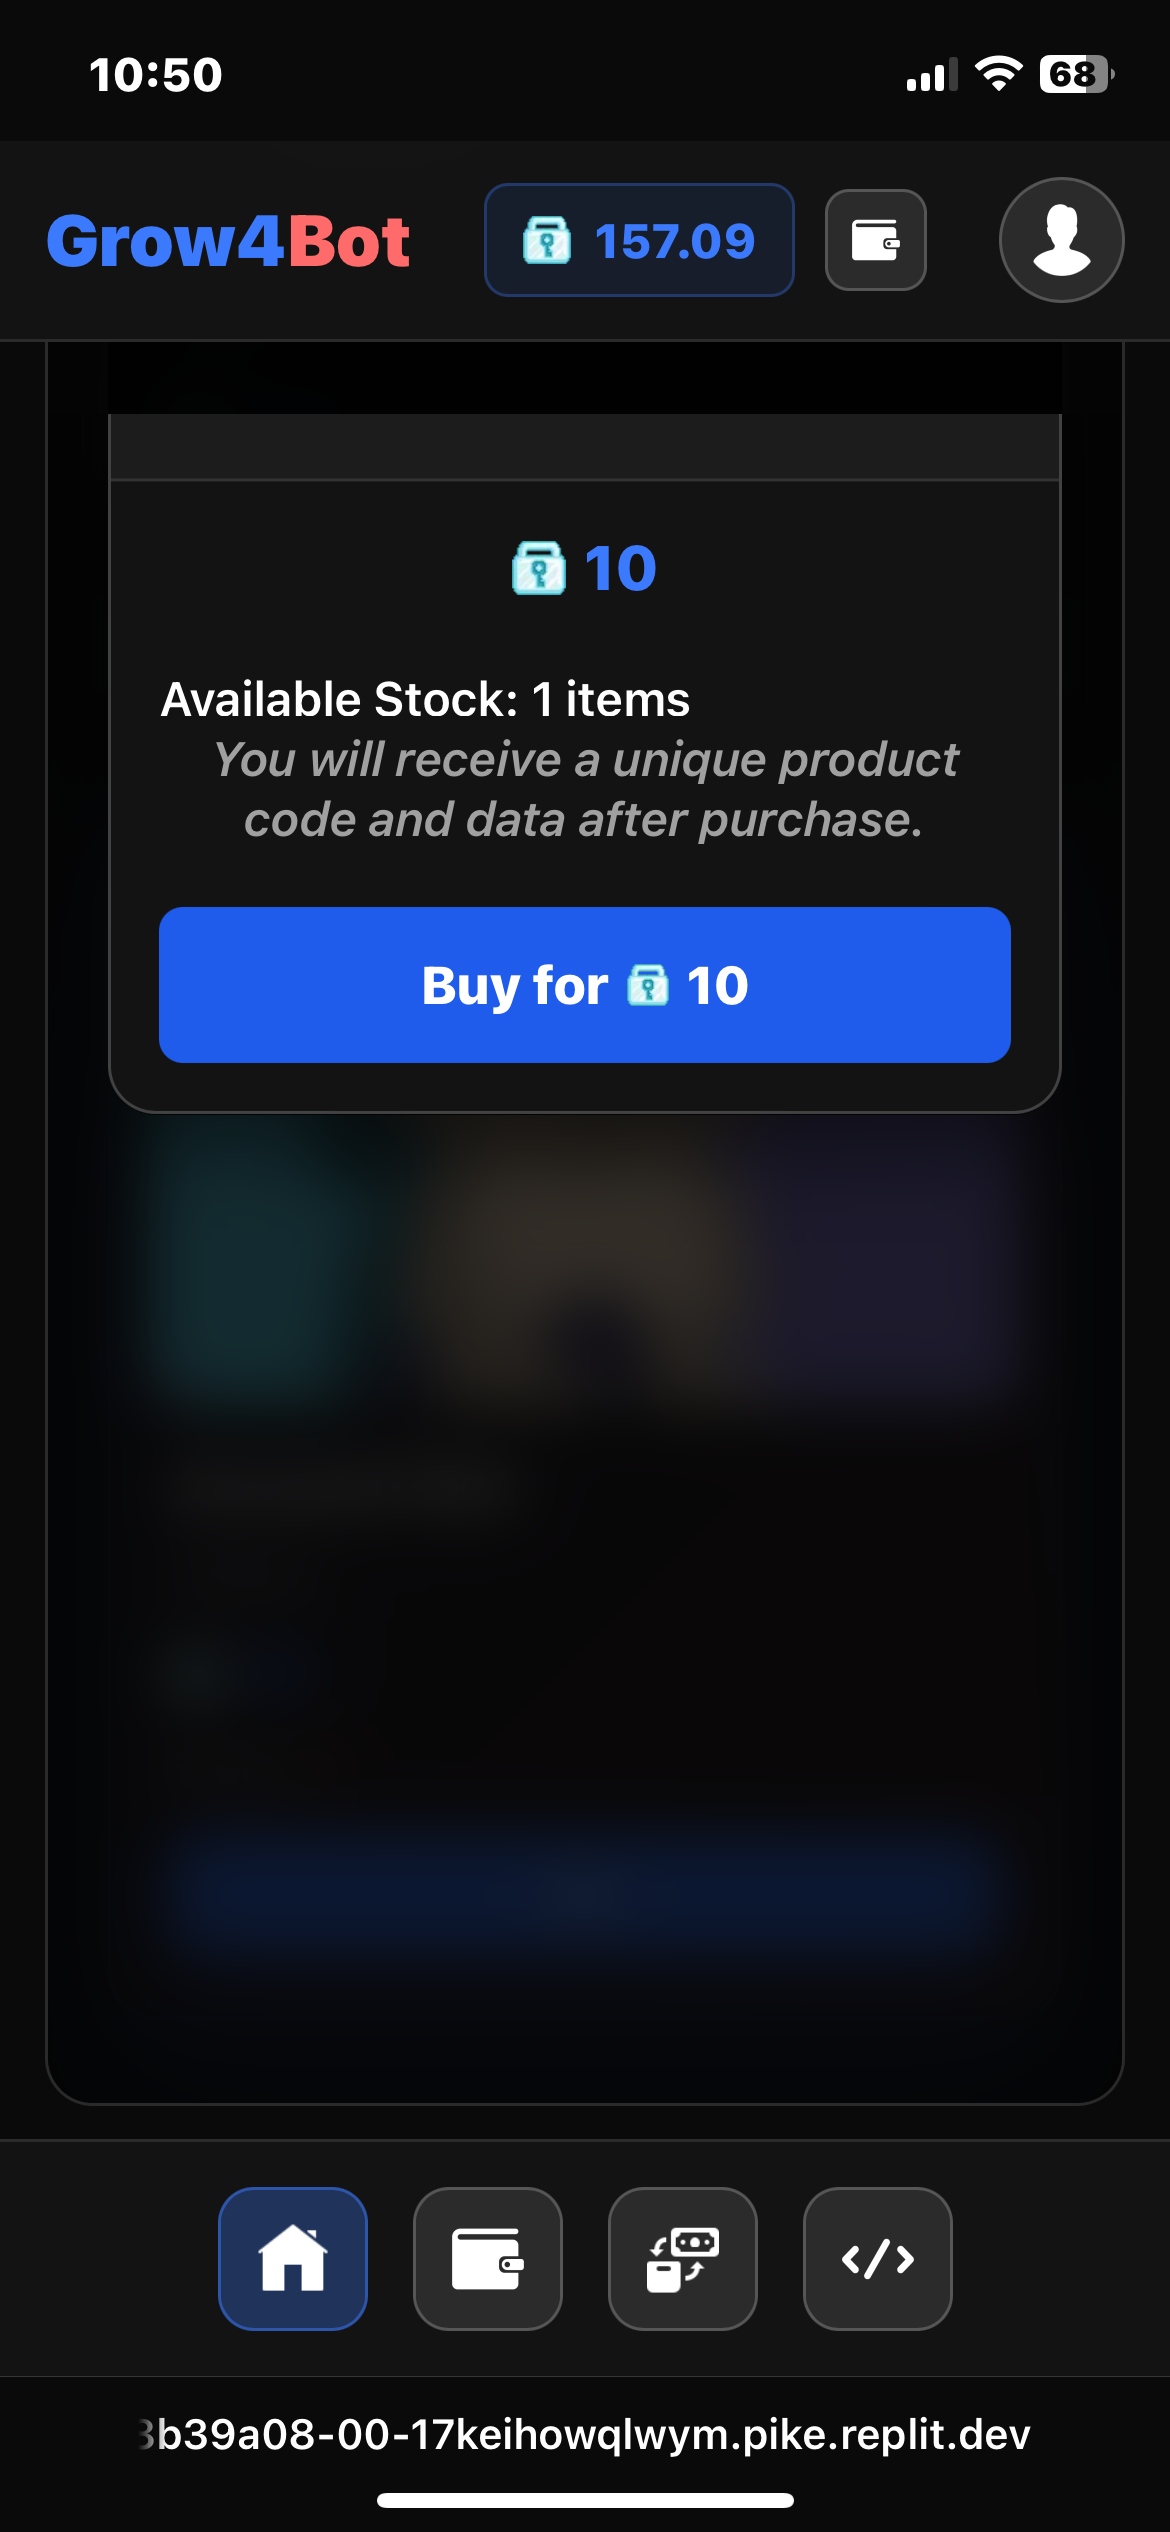 10:50
68
Grow4Bot
157.09
10
Available Stock: 1 items
You will receive a unique product
code and data after purchase.
Buy for 10
b39a08-00-17keihowqlwym.pike.replit.dev